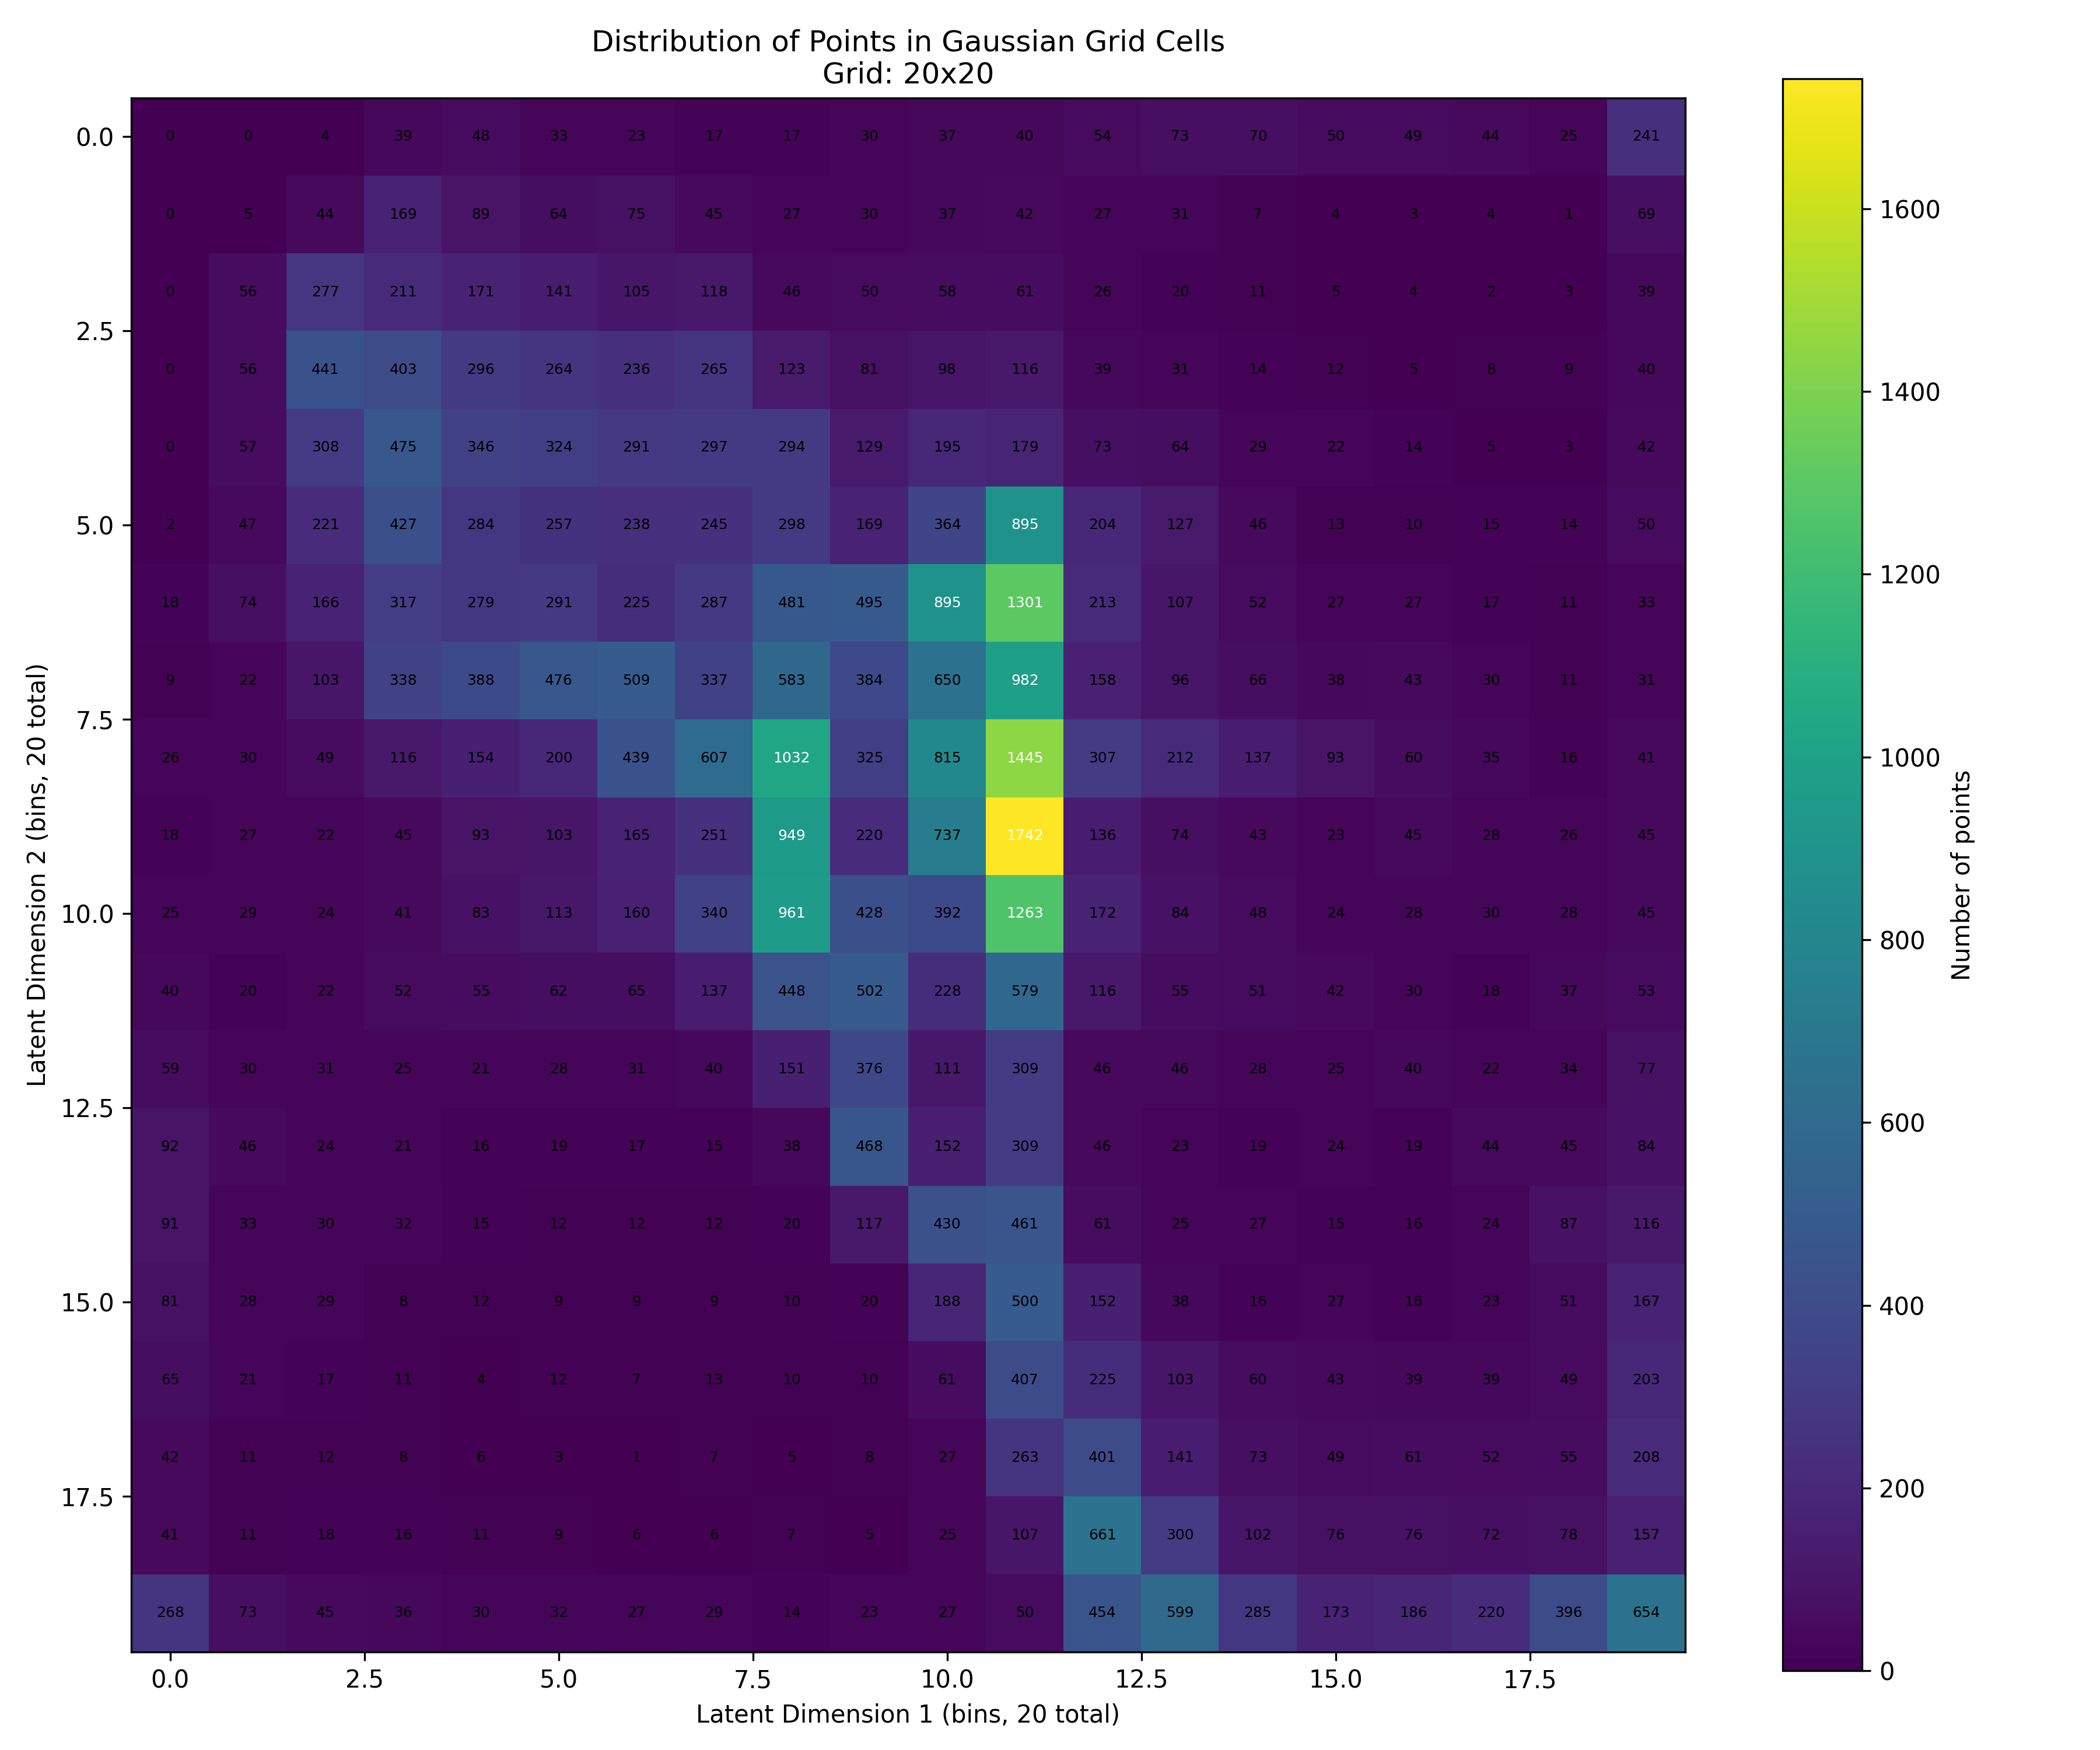 Distribution of Points in Gaussian Grid Cells
Grid: 20x20
0.0 0 0 4 39 48 33 23 17 17 30 37 40 54 73 70 50 49 44 25 241
0 5 44 169 89 64 75 45 27 30 37 42 27 31 7 4 3 4 1 69
1600
0 56 277 211 171 141 105 118 46 50 58 61 26 20 11 5 4 2 3 39
2.5
0 56 441 403 296 264 236 265 123 81 98 116 39 31 14 12 5 8 9 40
1400
0 57 308 475 346 324 291 297 294 129 195 179 73 64 29 22 14 5 3 42
5.0 2 47 221 427 284 257 238 245 298 169 364 895 204 127 46 13 10 15 14 50
1200
18 74 166 317 279 291 225 287 481 495 895 1301 213 107 52 27 27 17 11 33
9 22 103 338 388 476 509 337 583 384 650 982 158 96 66 38 43 30 11 31
7.5
26 30 49 116 154 200 439 607 1032 325 815 1445 307 212 137 93 60 35 16 41
1000
18 27 22 45 93 103 165 251 949 220 737 1742 136 74 43 23 45 28 26 45
10.0 25 29 24 41 83 113 160 340 961 428 392 1263 172 84 48 24 28 30 28 45
800
40 20 22 52 55 62 65 137 448 502 228 579 116 55 51 42 30 18 37 53
59 30 31 25 21 28 31 40 151 376 111 309 46 46 28 25 40 22 34 77
12.5
600
92 46 24 21 16 19 17 15 38 468 152 309 46 23 19 24 19 44 45 84
91 33 30 32 15 12 12 12 20 117 430 461 61 25 27 15 16 24 87 116
15.0 81 28 29 8 12 9 9 9 10 20 188 500 152 38 16 27 16 23 51 167
400
65 21 17 11 4 12 7 13 10 10 61 407 225 103 60 43 39 39 49 203
42 11 12 8 6 3 1 7 5 8 27 263 401 141 73 49 61 52 55 208
17.5
200
41 11 18 16 11 9 6 6 7 5 25 107 661 300 102 76 76 72 78 157
268 73 45 36 30 32 27 29 14 23 27 50 454 599 285 173 186 220 396 654
0
0.0 2.5 5.0 7.5 10.0 12.5 15.0 17.5
Latent Dimension 1 (bins, 20 total)
Latent Dimension 2 (bins, 20 total)
Number of points